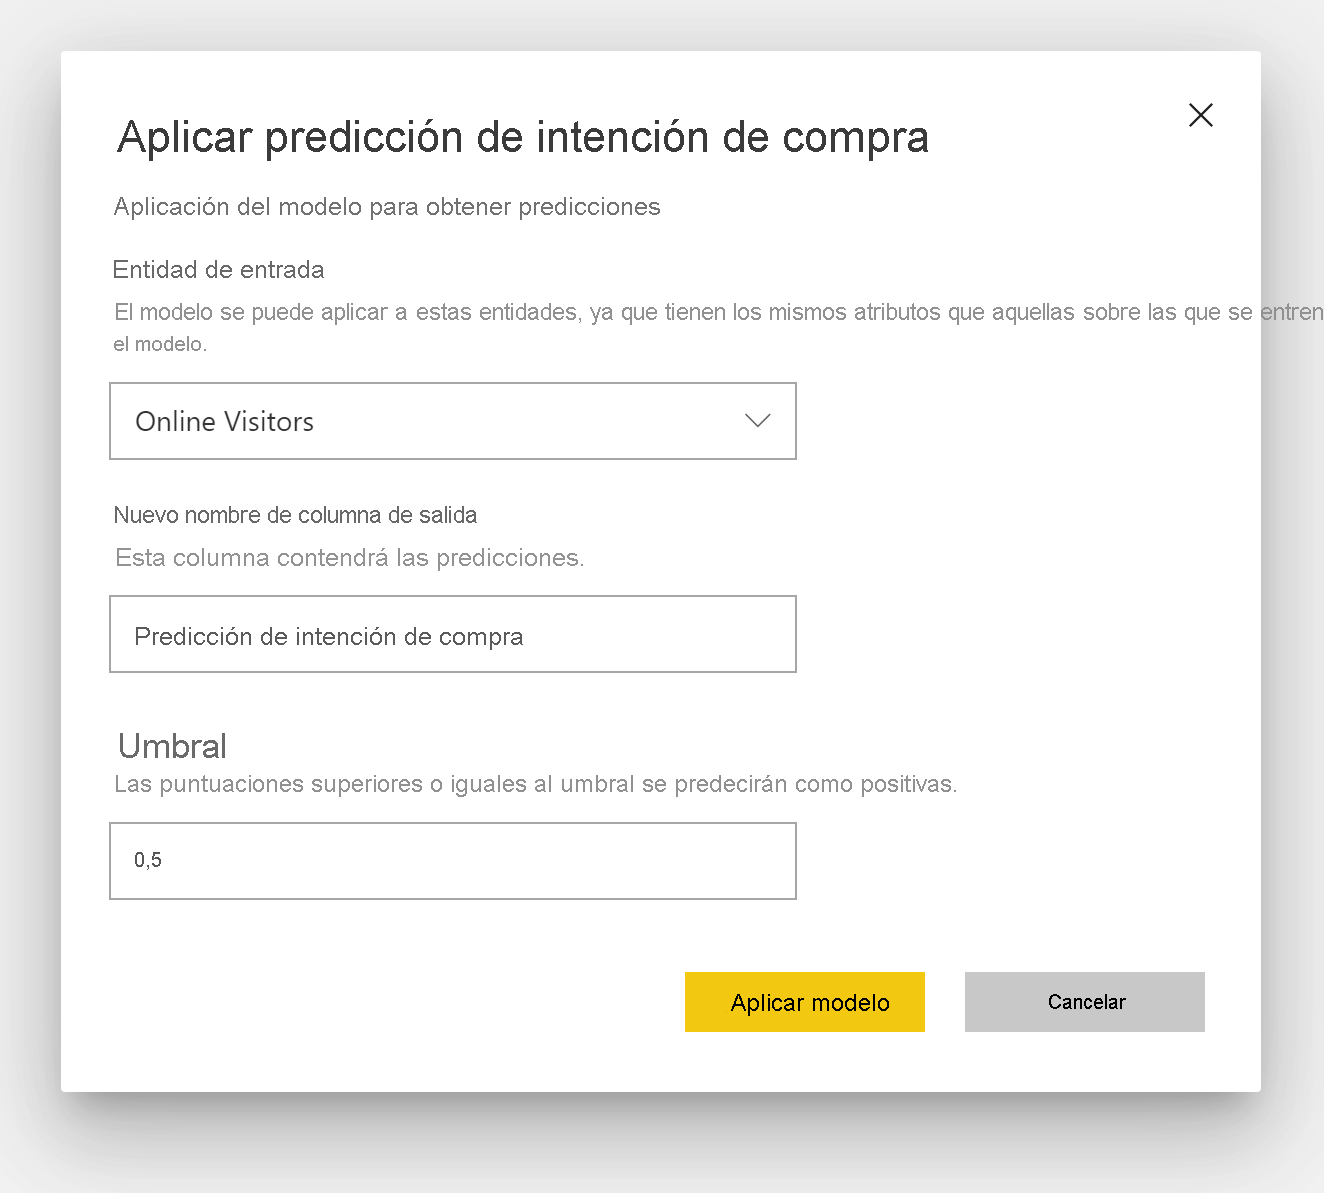 Aplicar predicción de intención de compra
Aplicación del modelo para obtener predicciones
Entidad de entrada
El modelo se puede aplicar a estas entidades, ya que tienen los mismos atributos que aquellas sobre las que se entren
el modelo.
Online Visitors
Nuevo nombre de columna de salida
Esta columna contendrá las predicciones.
Predicción de intención de compra
Umbral
Las puntuaciones superiores o iguales al umbral se predecirán como positivas.
0,5
Aplicar modelo
Cancelar